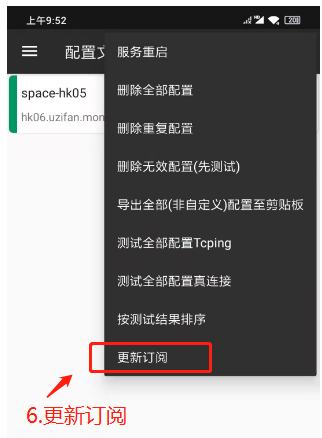 上午9:52
配置文
服务重启
删除全部配置
space-hk05
删除重复配置
hk06.uzifan.mon
删除无效配置(先测试)
导出全部(非自定义)配置至剪贴板
测试全部配置Tcping
测试全部配置真连接
按测试结果排序
更新订阅
6.更新订阅